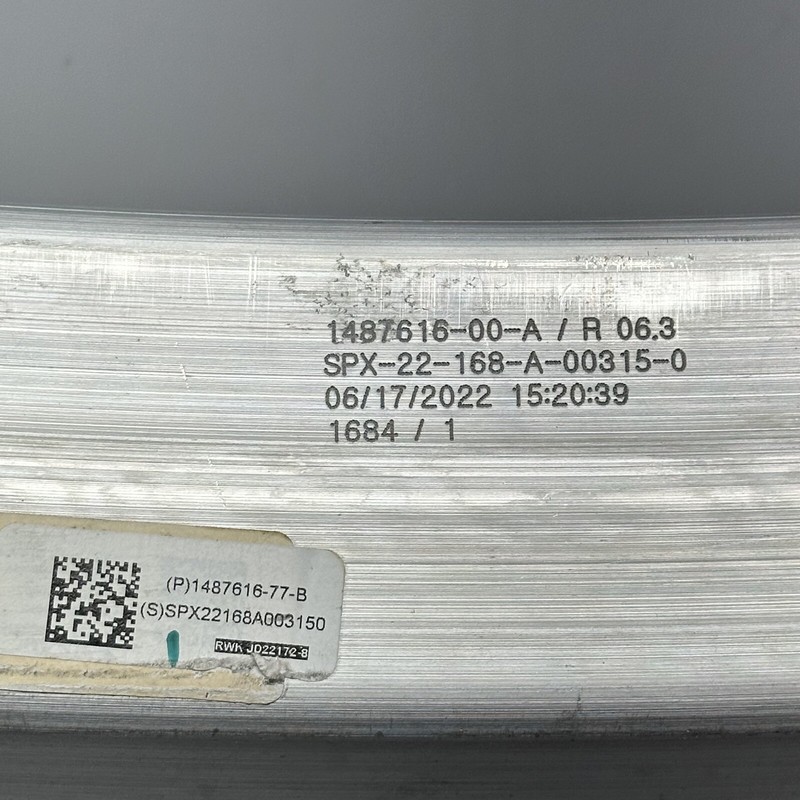 1487616-00-A / R 06.3
SPX-22-168-A-00315-0
06/17/2022 15:20:39
1684 / 1
(P)1487616-77-B
(S)SPX22168A003150
RWK JD22172-8